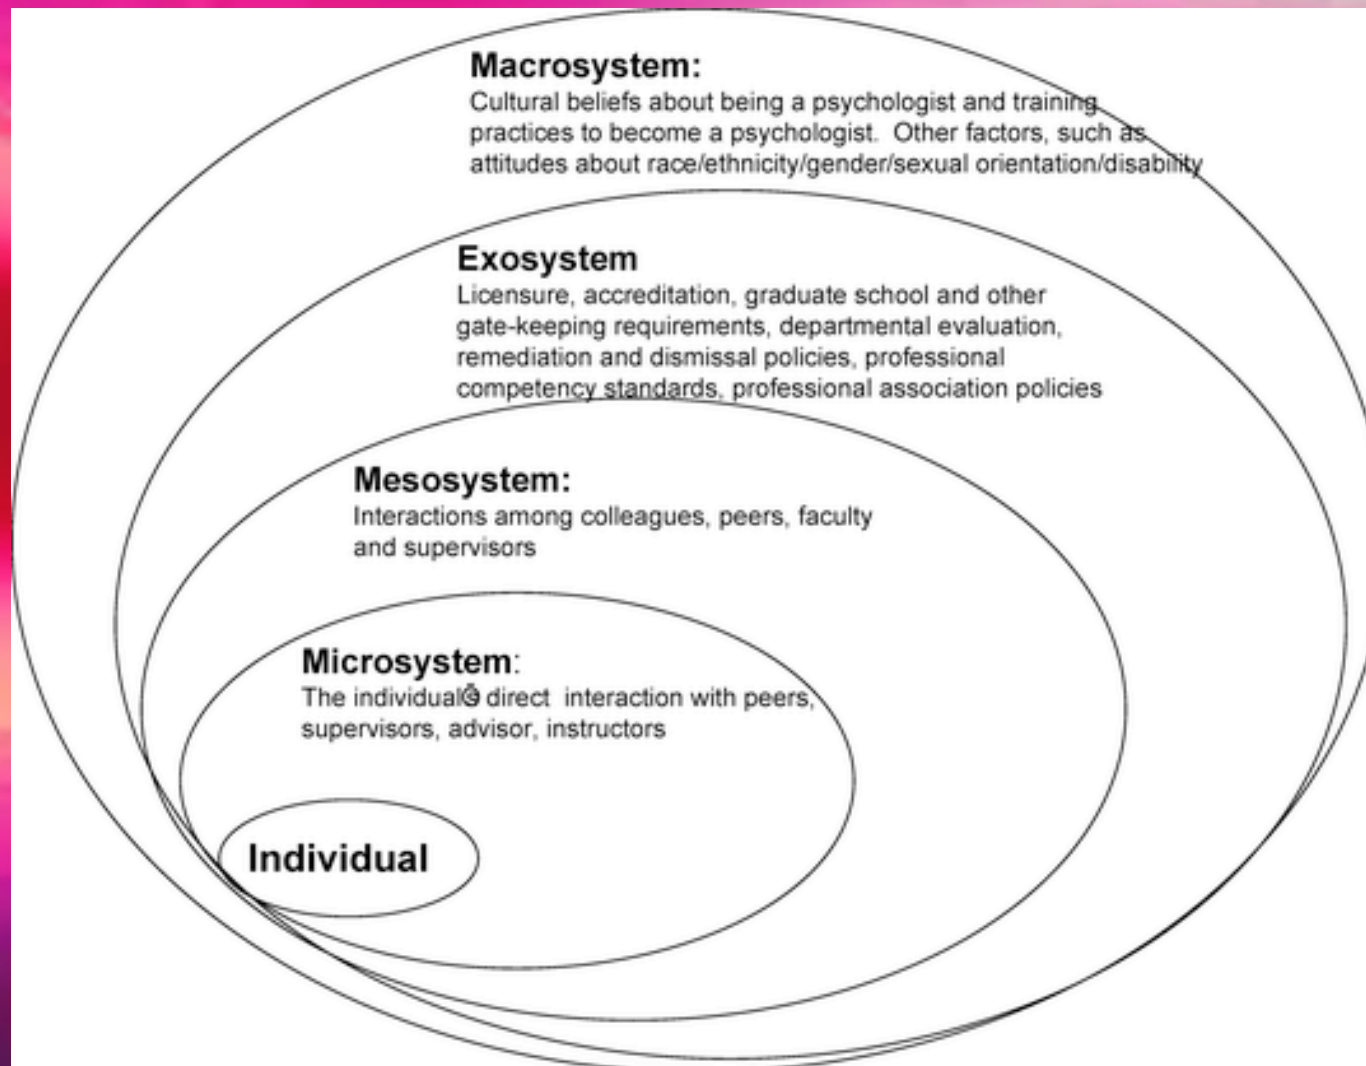 Macrosystem:
Cultural beliefs about being a psychologist and training
practices to become a psychologist.  Other factors, such as
attitudes about race/ethnicity/gender/sexual orientation/disability
Exosystem
Licensure, accreditation, graduate school and other
gate-keeping requirements, departmental evaluation,
remediation and dismissal policies, professional
competency standards, professional association policies
Mesosystem:
Interactions among colleagues, peers, faculty
and supervisors
Microsystem:
The individual direct  interaction with peers,
supervisors, advisor, instructors
Individual